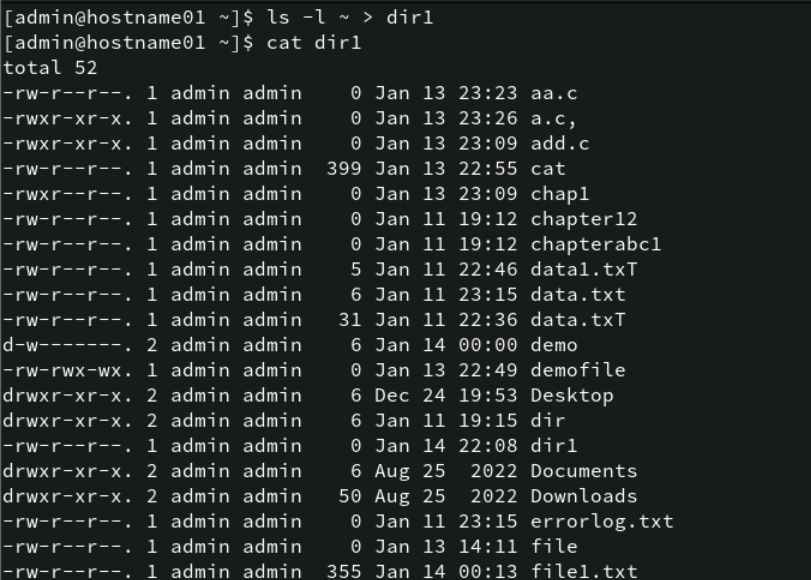 [admin@hostname01 ~]$ ls -l ~ > dir1
[admin@hostname01 ~]$ cat dir1
total 52
-rw-r--r--. 1 admin admin    0 Jan 13 23:23 aa.c
-rwxr-xr-x. 1 admin admin    0 Jan 13 23:26 a.c,
-rwxr-xr-x. 1 admin admin    0 Jan 13 23:09 add.c
-rw-r--r--. 1 admin admin  399 Jan 13 22:55 cat
-rwxr--r--. 1 admin admin    0 Jan 13 23:09 chap1
-rw-r--r--. 1 admin admin    0 Jan 11 19:12 chapter12
-rw-r--r--. 1 admin admin    0 Jan 11 19:12 chapterabc1
-rw-r--r--. 1 admin admin    5 Jan 11 22:46 data1.txT
-rw-r--r--. 1 admin admin    6 Jan 11 23:15 data.txt
-rw-r--r--. 1 admin admin   31 Jan 11 22:36 data.txT
d-w-------. 2 admin admin    6 Jan 14 00:00 demo
-rw-rwx-wx. 1 admin admin    0 Jan 13 22:49 demofile
drwxr-xr-x. 2 admin admin    6 Dec 24 19:53 Desktop
drwxr-xr-x. 2 admin admin    6 Jan 11 19:15 dir
-rw-r--r--. 1 admin admin    0 Jan 14 22:08 dir1
drwxr-xr-x. 2 admin admin    6 Aug 25  2022 Documents
drwxr-xr-x. 2 admin admin   50 Aug 25  2022 Downloads
-rw-r--r--. 1 admin admin    0 Jan 11 23:15 errorlog.txt
-rw-r--r--. 1 admin admin    0 Jan 13 14:11 file
-rw-r--r--. 1 admin admin  355 Jan 14 00:13 file1.txt